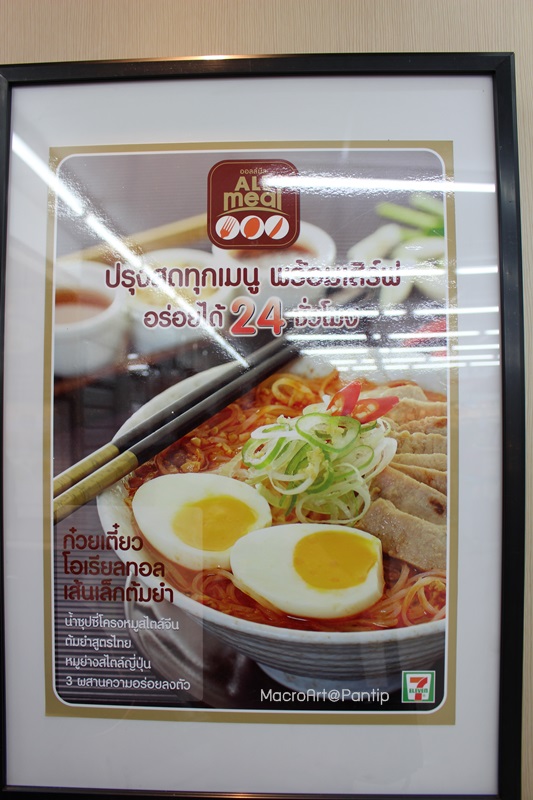 ออลล์มีล
ALL
meal
ปรุงสดทุกเมนู พร้อมเสิร์ฟ
อร่อยได้ 24 ชั่วโมง
ก๋วยเตี๋ยว
โอเรียลทอล
เส้นเล็กต้มยำ
น้ำซุปซี่โครงหมูสไตล์จีน
ต้มยำสูตรไทย
หมูย่างสไตล์ญี่ปุ่น
3 ผสานความอร่อยลงตัว
MacroArt@Pantip
7
ELEVEN